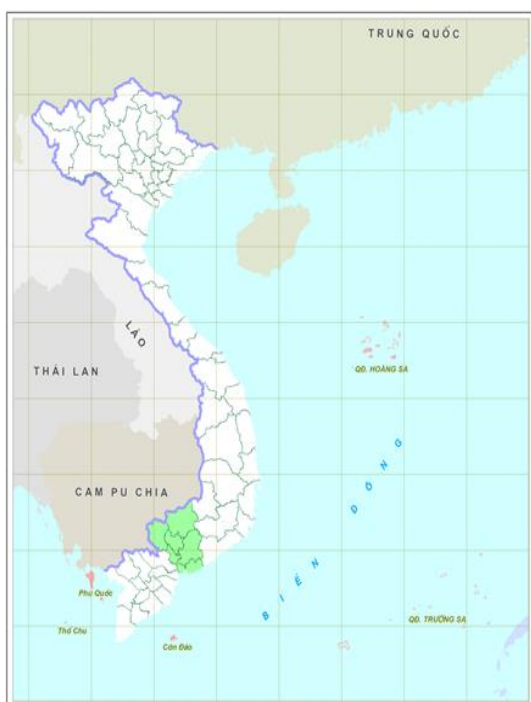 TRUNG QUỐC
LÀO
THÁI LAN
QĐ. HOÀNG SA
CAM PU CHIA
BIỂN ĐÔNG
Phú Quốc
Thổ Chu
Côn Đảo
QĐ. TRƯỜNG SA